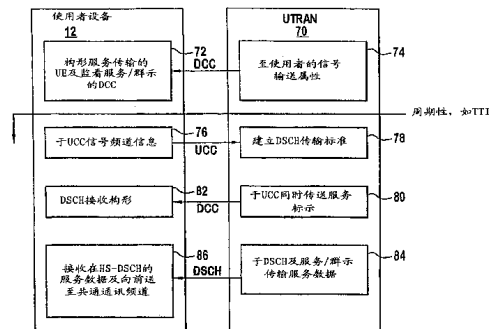 使用者设备
12
UTRAN
70
构形服务传输的
UE及监看服务/群示
的DCC
72
DCC
至使用者的信号
输送属性
74
周期性，如TTI
于UCC信号频道信息
76
UCC
建立DSCH传输标准
78
DSCH接收构形
82
DCC
于UCC同时传送服务
标示
80
接收在HS-DSCH的
服务数据及向前送
至共通通讯频道
86
DSCH
于DSCH及服务/群示
传输服务数据
84